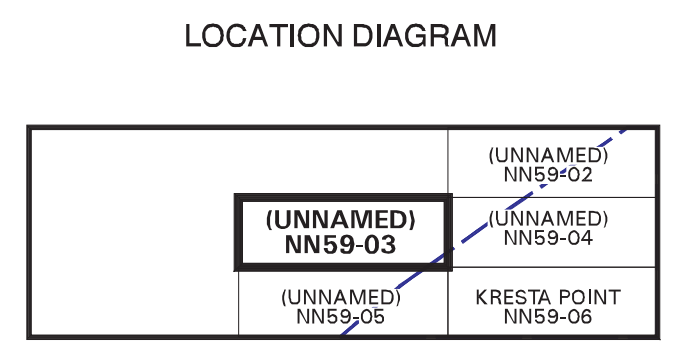 LOCATION DIAGRAM
(UNNAMED)
NN59-02
(UNNAMED)
NN59-03
(UNNAMED)
NN59-04
(UNNAMED)
NN59-05
KRESTA POINT
NN59-06